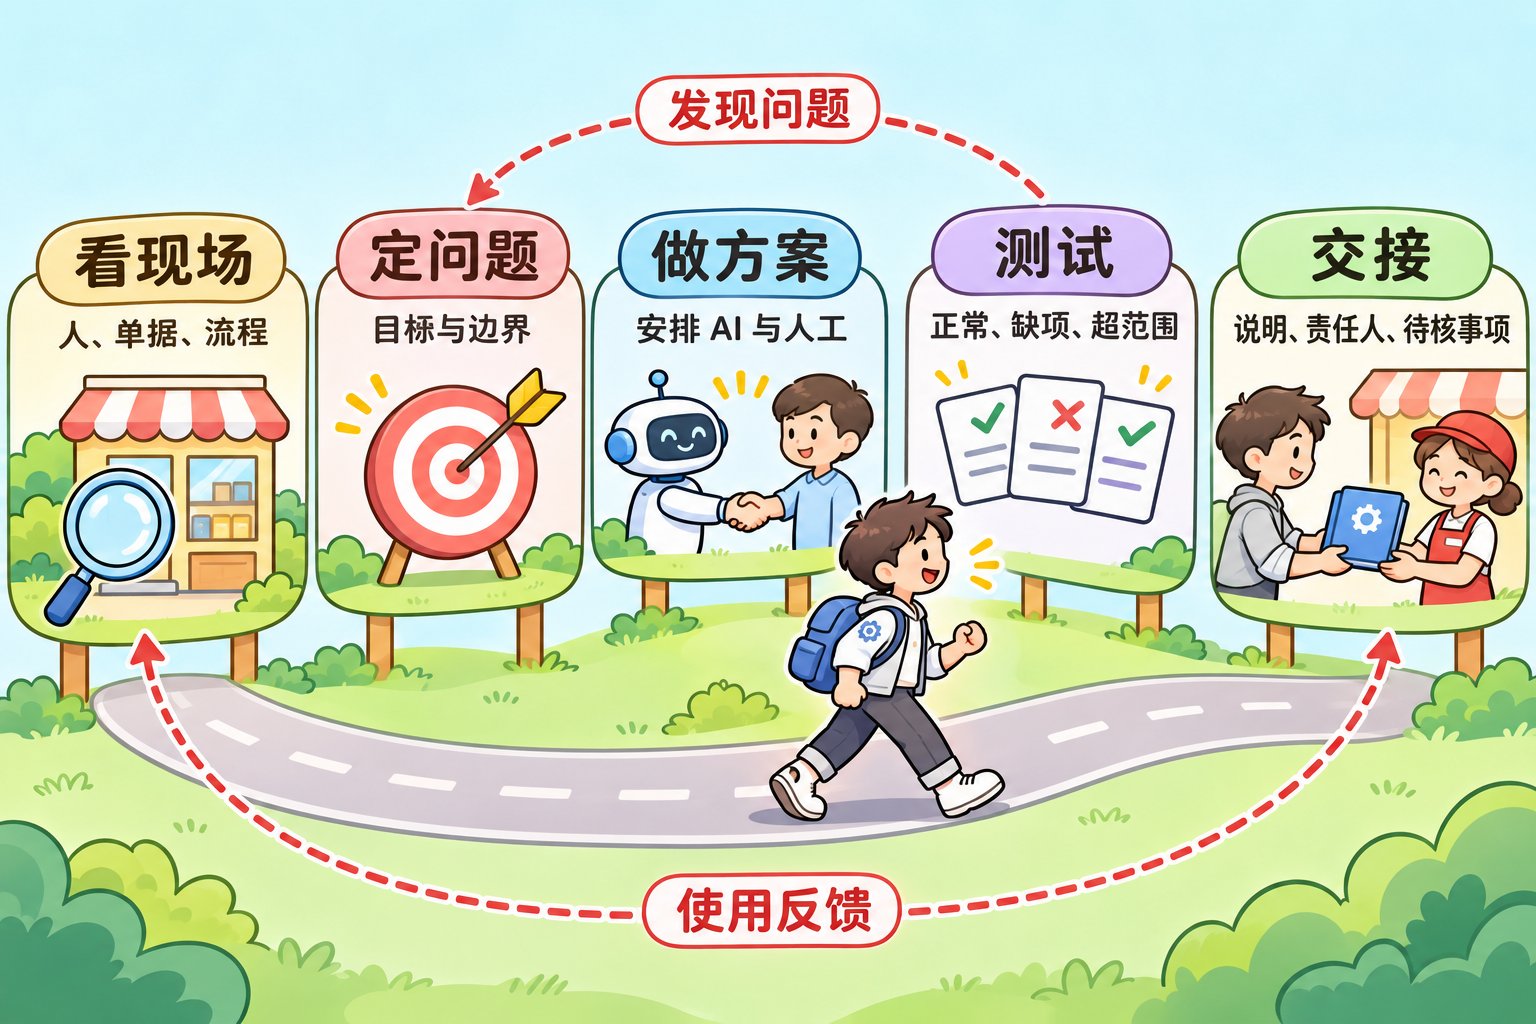 发现问题
看现场
人、单据、流程
定问题
目标与边界
做方案
安排 AI 与人工
测试
正常、缺项、超范围
交接
说明、责任人、待核事项
使用反馈